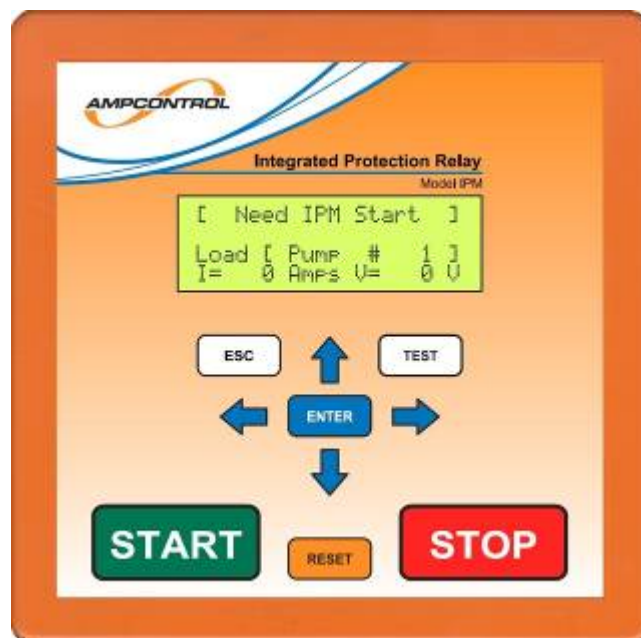 AMPCONTROL
Integrated Protection Relay
Model IPM
[ Need IPM Start ]
Load [ Pump # 1 ]
I= 0 Amps V= 0 V
ESC
TEST
ENTER
START
RESET
STOP